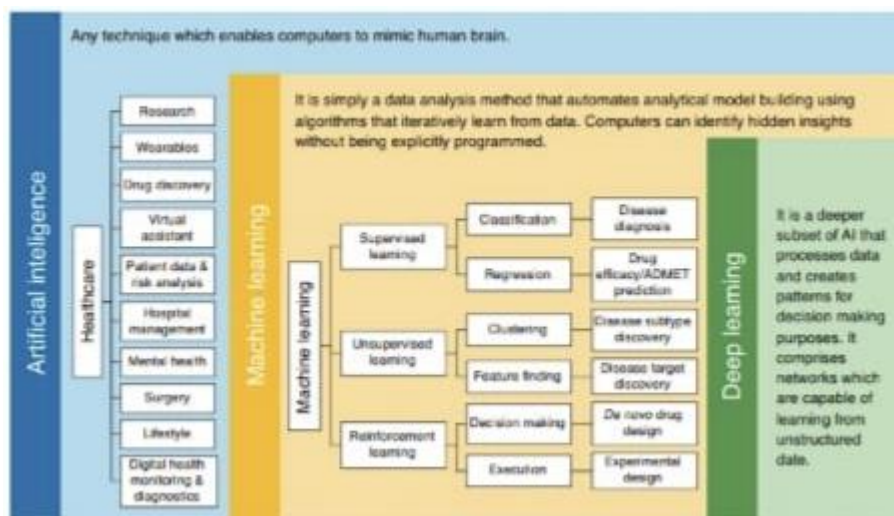 Any technique which enables computers to mimic human brain.
Artificial inteligence
Healthcare
Research
Wearables
Drug discovery
Virtual
assistant
Patient data &
risk analysis
Hospital
management
Mental health
Surgery
Lifestyle
Digital health
monitoring &
diagnostics
Machine learning
It is simply a data analysis method that automates analytical model building using
algorithms that iteratively learn from data. Computers can identify hidden insights
without being explicitly programmed.
Machine learning
Supervised
learning
Classification
Disease
diagnosis
Regression
Drug
efficacy/ADMET
prediction
Unsupervised
learning
Clustering
Disease subtype
discovery
Feature finding
Disease target
discovery
Reinforcement
learning
Decision making
De novo drug
design
Execution
Experimental
design
Deep learning
It is a deeper
subset of AI that
processes data
and creates
patterns for
decision making
purposes. It
comprises
networks which
are capable of
learning from
unstructured
date.